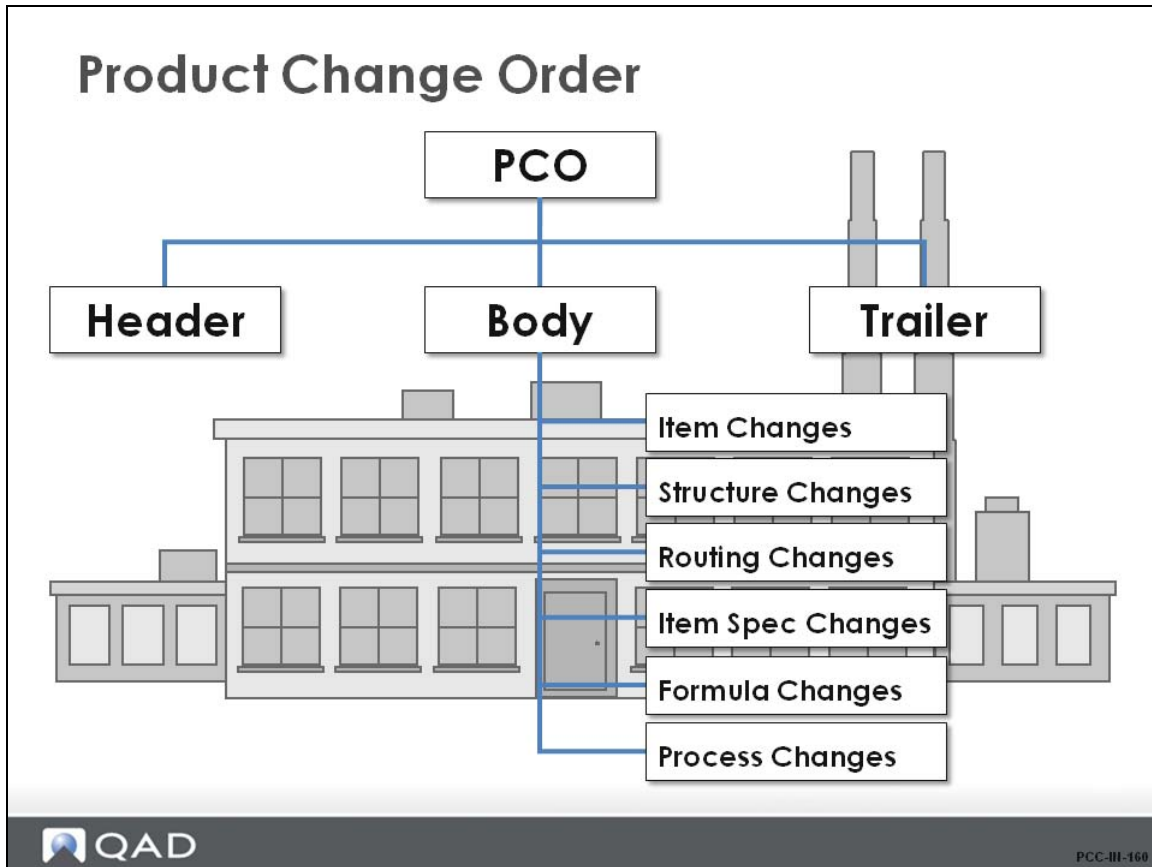 Product Change Order
PCO
Header
Body
Trailer
Item Changes
Structure Changes
Routing Changes
Item Spec Changes
Formula Changes
Process Changes
QAD
PCC-IN-160